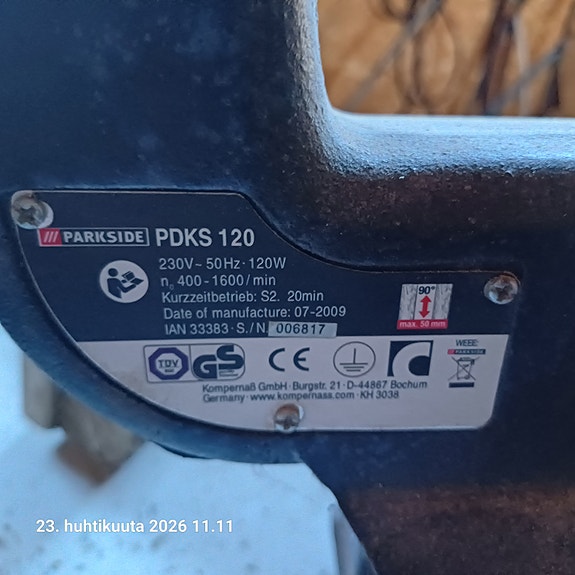 /// PARKSIDE PDKS 120
230V~ 50Hz · 120W
n₀ 400-1600/min
Kurzzeitbetrieb: S2. 20min
Date of manufacture: 07-2009
IAN 33383 · S./N. 006817
90°
max. 50 mm
TÜV
GS
CE
WEEE:
/// PARKSIDE
Kompernaß GmbH · Burgstr. 21 · D-44867 Bochum
Germany · www.kompernass.com · KH 3038
23. huhtikuuta 2026 11.11